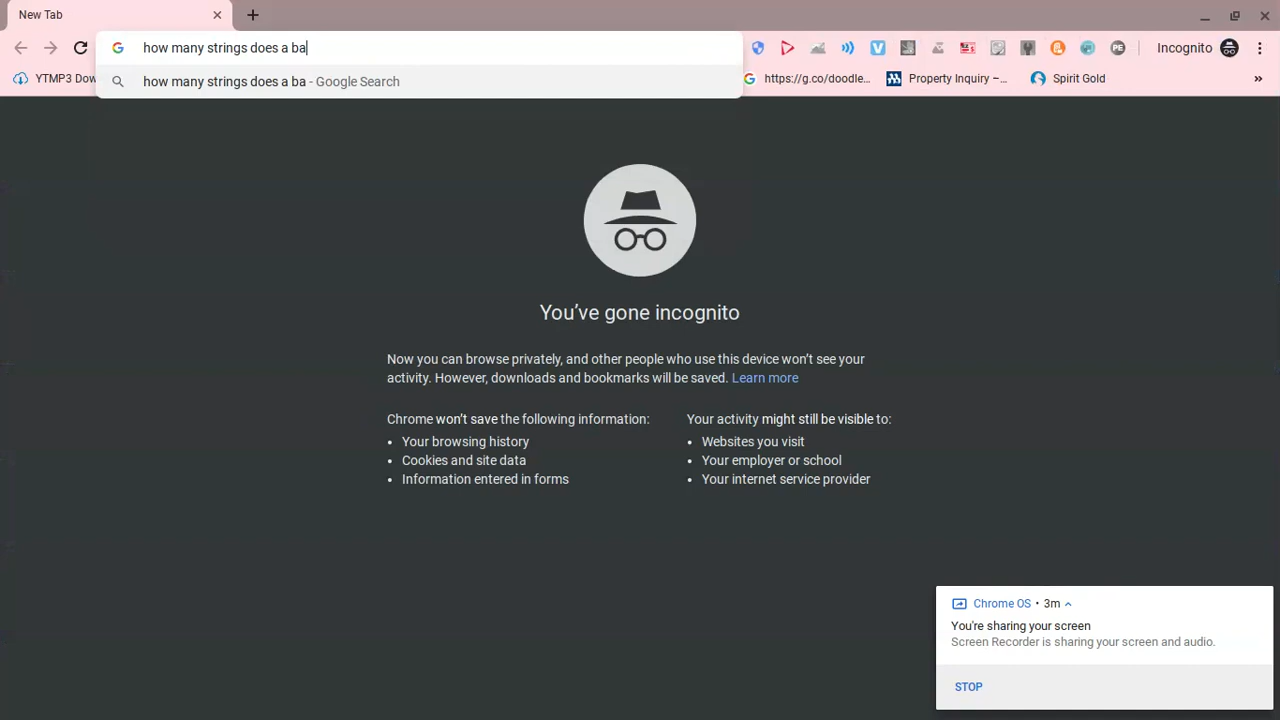 New Tab
how many strings does a ba
PE
Incognito
how many strings does a ba - Google Search
YTMP3 Dow
https://g.co/doodle...
Property Inquiry –...
Spirit Gold
»
You've gone incognito
Now you can browse privately, and other people who use this device won't see your
activity. However, downloads and bookmarks will be saved. Learn more
Chrome won't save the following information:
• Your browsing history
• Cookies and site data
• Information entered in forms
Your activity might still be visible to:
• Websites you visit
• Your employer or school
• Your internet service provider
Chrome OS • 3m
You're sharing your screen
Screen Recorder is sharing your screen and audio.
STOP